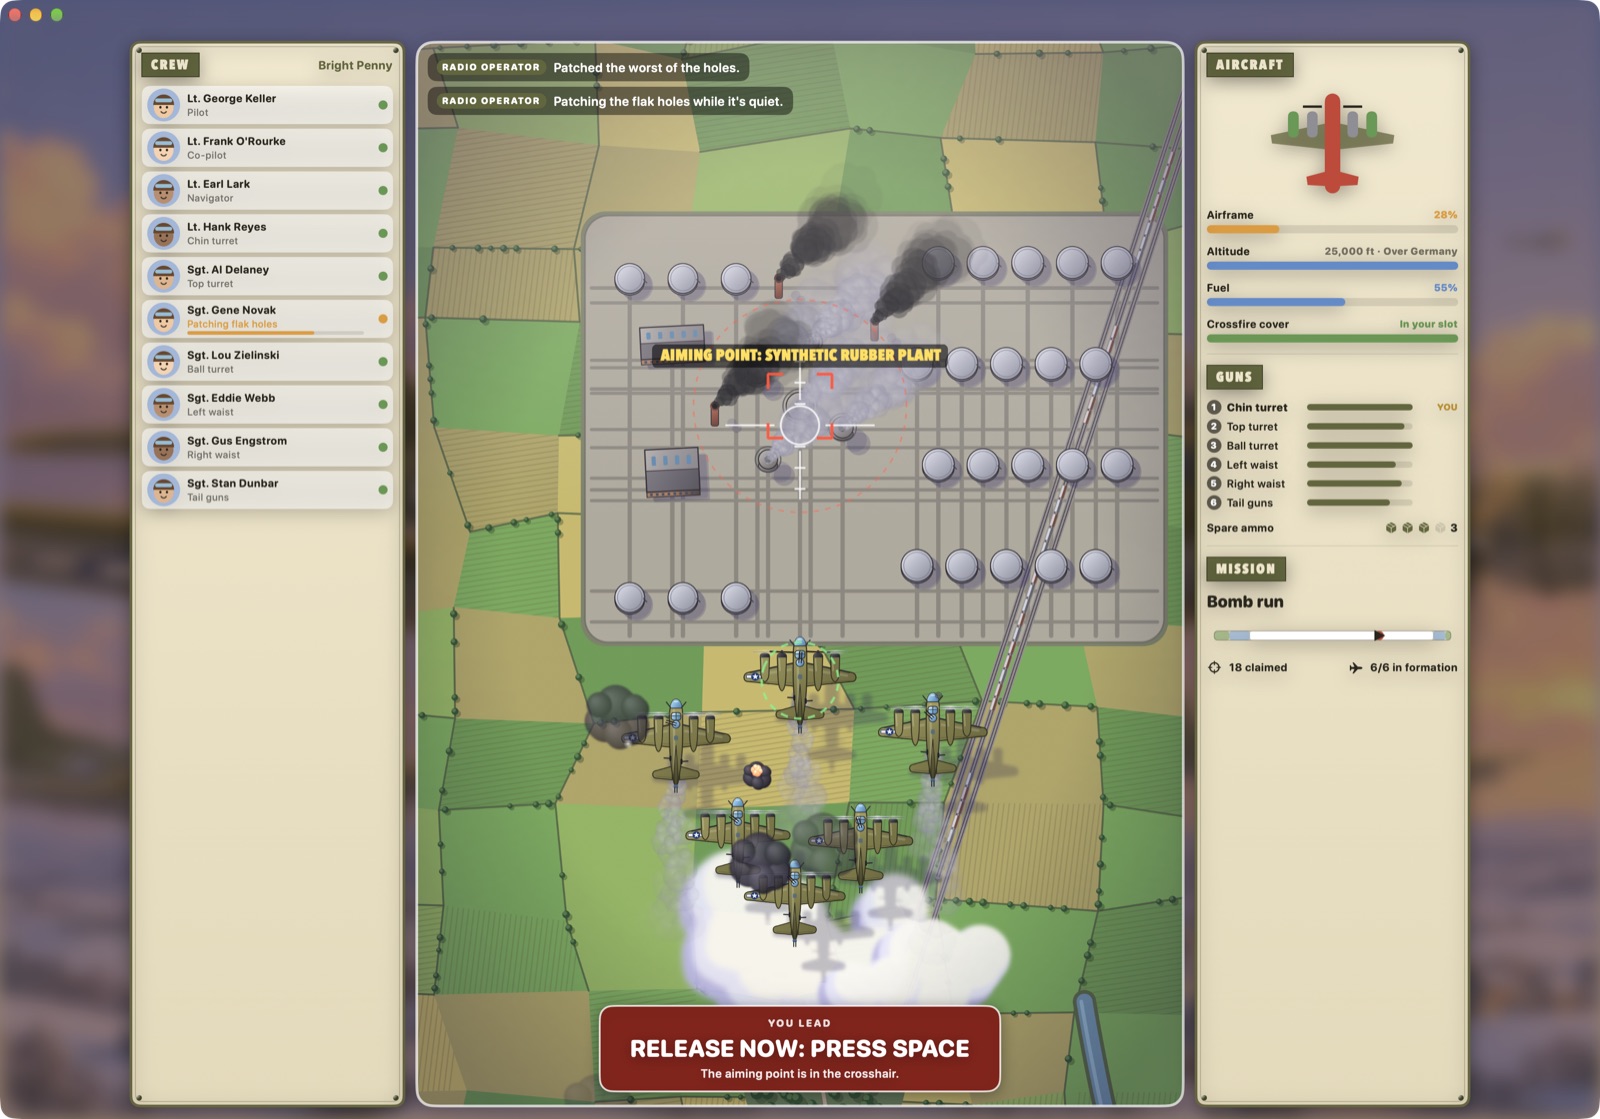 CREW
Bright Penny
Lt. George Keller
Pilot
Lt. Frank O'Rourke
Co-pilot
Lt. Earl Lark
Navigator
Lt. Hank Reyes
Chin turret
Sgt. Al Delaney
Top turret
Sgt. Gene Novak
Patching flak holes
Sgt. Lou Zielinski
Ball turret
Sgt. Eddie Webb
Left waist
Sgt. Gus Engstrom
Right waist
Sgt. Stan Dunbar
Tail guns
RADIO OPERATOR Patched the worst of the holes.
RADIO OPERATOR Patching the flak holes while it's quiet.
AIMING POINT: SYNTHETIC RUBBER PLANT
YOU LEAD
RELEASE NOW: PRESS SPACE
The aiming point is in the crosshair.
AIRCRAFT
Airframe 28%
Altitude 25,000 ft · Over Germany
Fuel 55%
Crossfire cover In your slot
GUNS
1 Chin turret YOU
2 Top turret
3 Ball turret
4 Left waist
5 Right waist
6 Tail guns
Spare ammo 3
MISSION
Bomb run
18 claimed 6/6 in formation